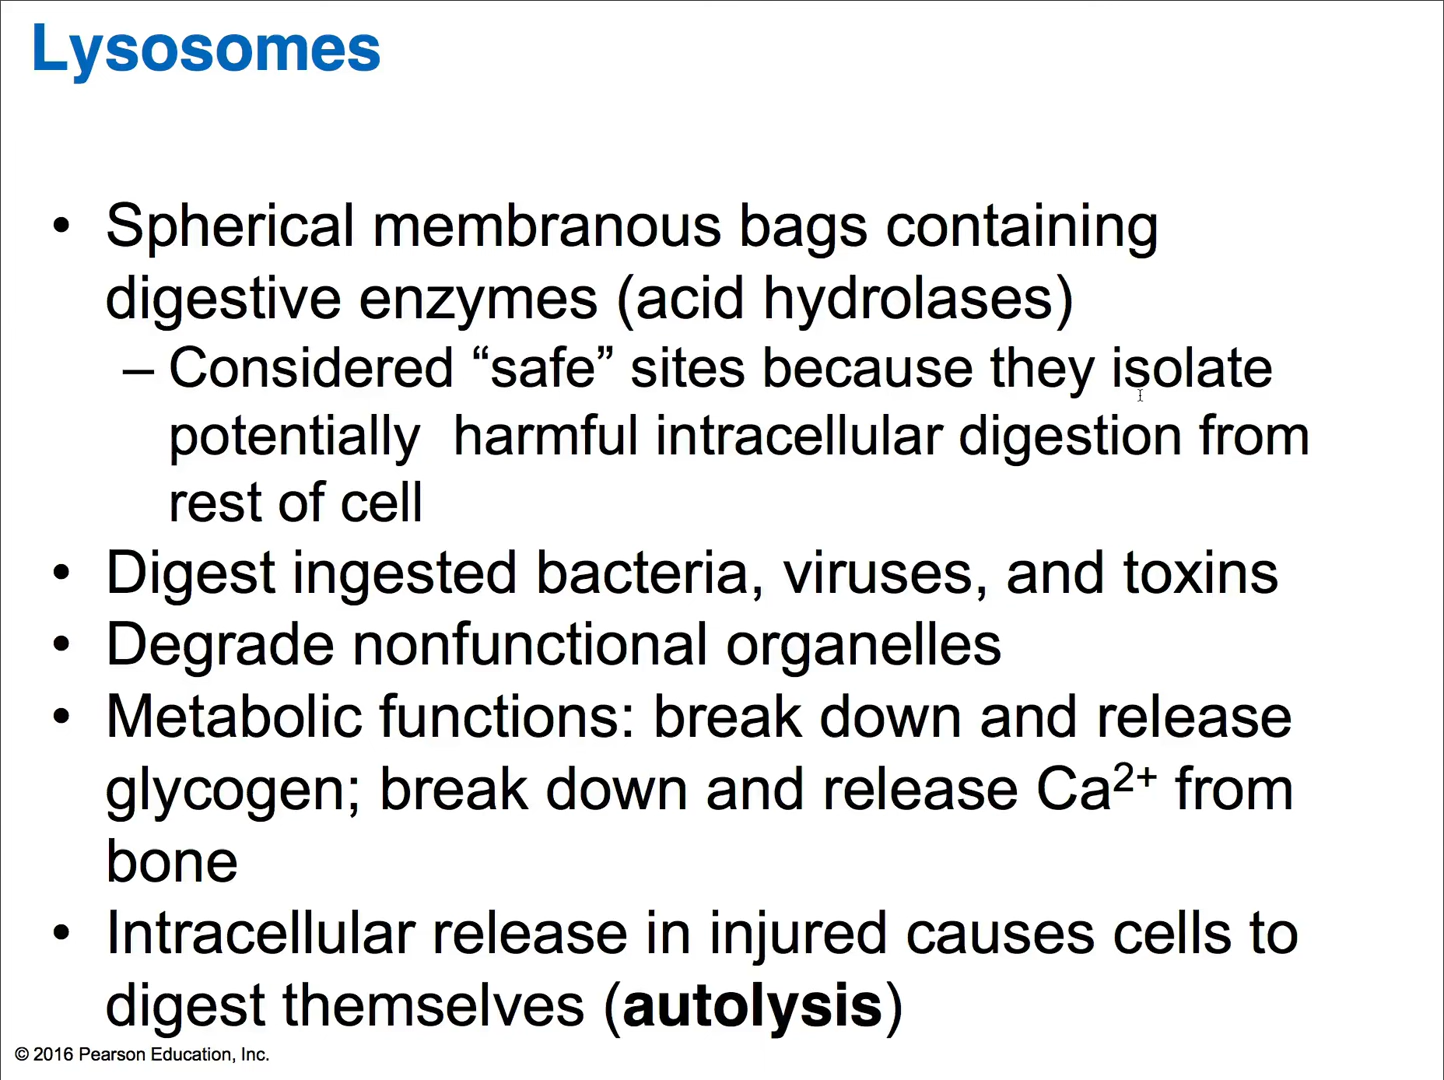 Lysosomes
• Spherical membranous bags containing
digestive enzymes (acid hydrolases)
– Considered “safe” sites because they isolate
potentially  harmful intracellular digestion from
rest of cell
• Digest ingested bacteria, viruses, and toxins
• Degrade nonfunctional organelles
• Metabolic functions: break down and release
glycogen; break down and release Ca²⁺ from
bone
• Intracellular release in injured causes cells to
digest themselves (autolysis)
© 2016 Pearson Education, Inc.